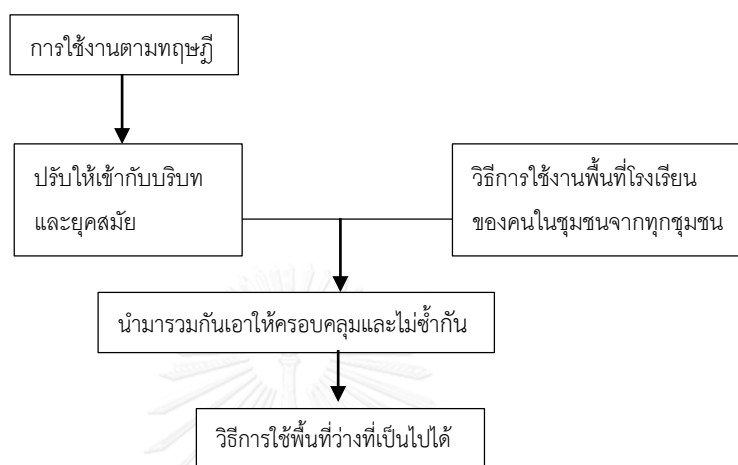 การใช้งานตามทฤษฎี
ปรับให้เข้ากับบริบท
และยุคสมัย
วิธีการใช้งานพื้นที่โรงเรียน
ของคนในชุมชนจากทุกชุมชน
นำมารวมกันเอาให้ครอบคลุมและไม่ซ้ำกัน
วิธีการใช้พื้นที่ว่างที่เป็นไปได้